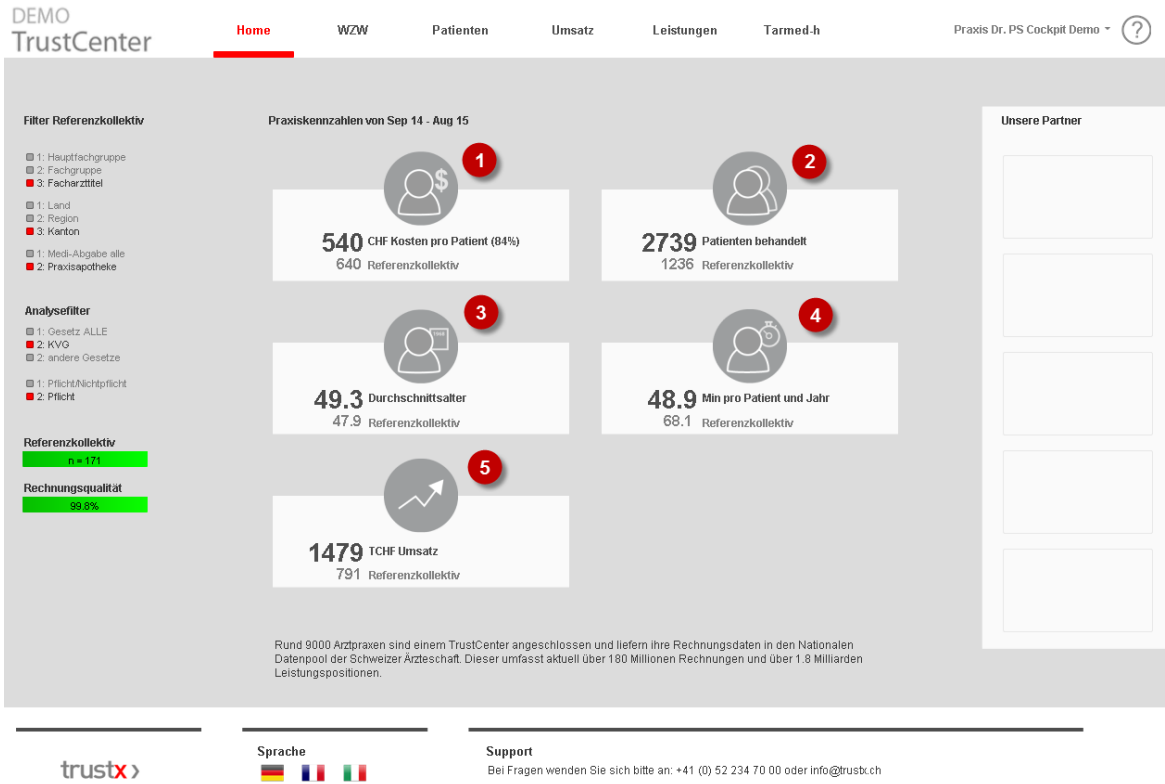 DEMO
TrustCenter
Home
WZW
Patienten
Umsatz
Leistungen
Tarmed-h
Praxis Dr. PS Cockpit Demo
?
Filter Referenzkollektiv
1: Hauptfachgruppe
2: Fachgruppe
3: Facharzttitel
1: Land
2: Region
3: Kanton
1: Medi-Abgabe alle
2: Praxisapotheke
Analysefilter
1: Gesetz ALLE
2: KVG
2: andere Gesetze
1: Pflicht/Nichtpflicht
2: Pflicht
Referenzkollektiv
n = 171
Rechnungsqualität
99.8%
Praxiskennzahlen von Sep 14 - Aug 15
$
1
540 CHF Kosten pro Patient (84%)
640 Referenzkollektiv
2
2739 Patienten behandelt
1236 Referenzkollektiv
3
49.3 Durchschnittsalter
47.9 Referenzkollektiv
4
48.9 Min pro Patient und Jahr
68.1 Referenzkollektiv
5
1479 TCHF Umsatz
791 Referenzkollektiv
Rund 9000 Arztpraxen sind einem TrustCenter angeschlossen und liefern ihre Rechnungsdaten in den Nationalen
Datenpool der Schweizer Ärzteschaft. Dieser umfasst aktuell über 180 Millionen Rechnungen und über 1.8 Milliarden
Leistungspositionen.
Unsere Partner
trustx
Sprache
Support
Bei Fragen wenden Sie sich bitte an: +41 (0) 52 234 70 00 oder info@trustx.ch